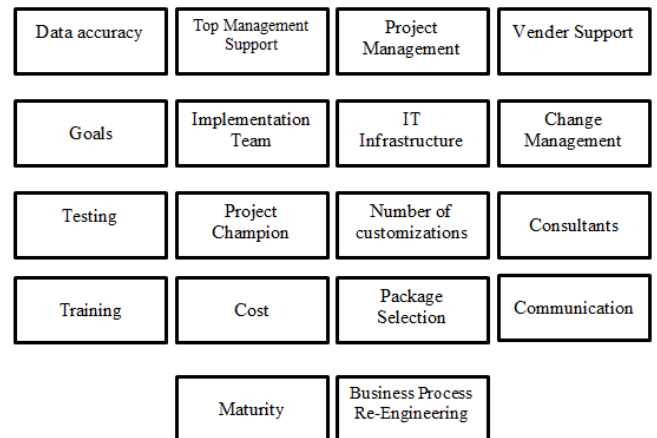 Data accuracy
Top Management
Support
Project
Management
Vender Support
Goals
Implementation
Team
IT
Infrastructure
Change
Management
Testing
Project
Champion
Number of
customizations
Consultants
Training
Cost
Package
Selection
Communication
Maturity
Business Process
Re-Engineering